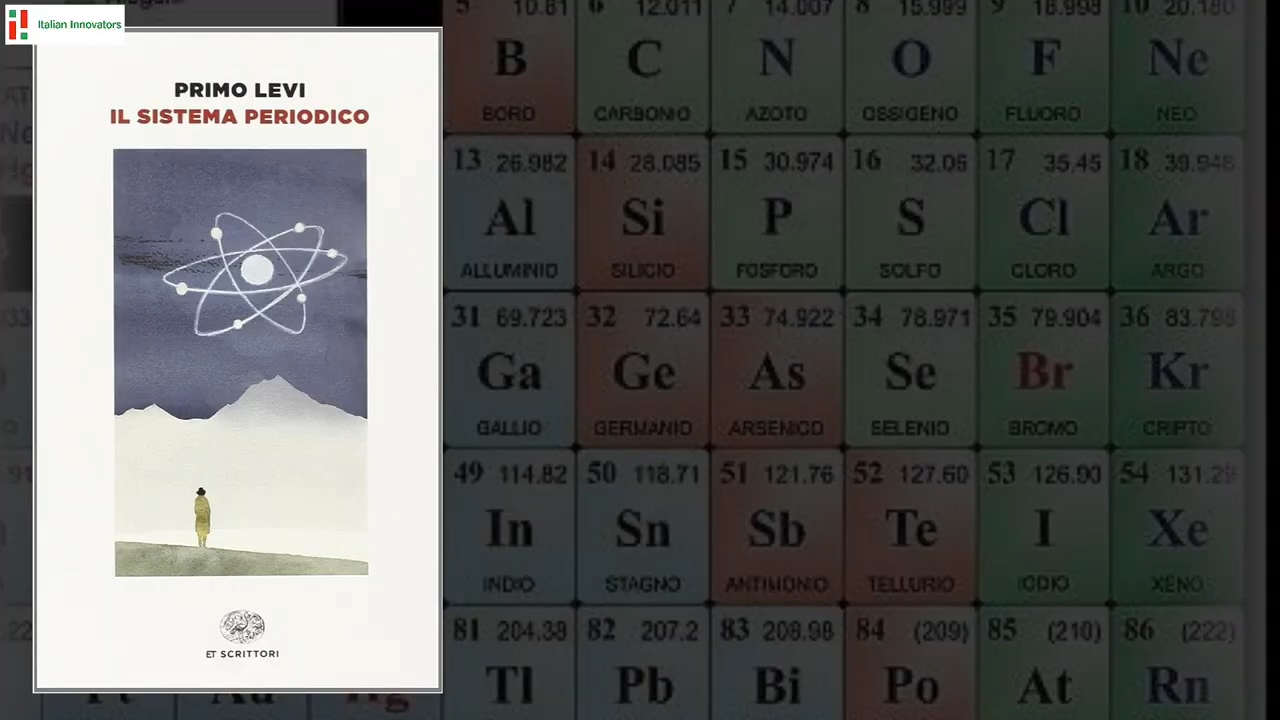 Italian Innovators
PRIMO LEVI
IL SISTEMA PERIODICO
ET SCRITTORI
5 10.81 6 12.011 7 14.007 8 15.999 9 18.998 10 20.180
B C N O F Ne
BORO CARBONIO AZOTO OSSIGENO FLUORO NEO
13 26.982 14 28.085 15 30.974 16 32.06 17 35.45 18 39.948
Al Si P S Cl Ar
ALLUMINIO SILICIO FOSFORO SOLFO CLORO ARGO
31 69.723 32 72.64 33 74.922 34 78.971 35 79.904 36 83.798
Ga Ge As Se Br Kr
GALLIO GERMANIO ARSENICO SELENIO BROMO CRIPTO
49 114.82 50 118.71 51 121.76 52 127.60 53 126.90 54 131.29
In Sn Sb Te I Xe
INDIO STAGNO ANTIMONIO TELLURIO IODIO XENO
81 204.38 82 207.2 83 208.98 84 (209) 85 (210) 86 (222)
Tl Pb Bi Po At Rn
Hg